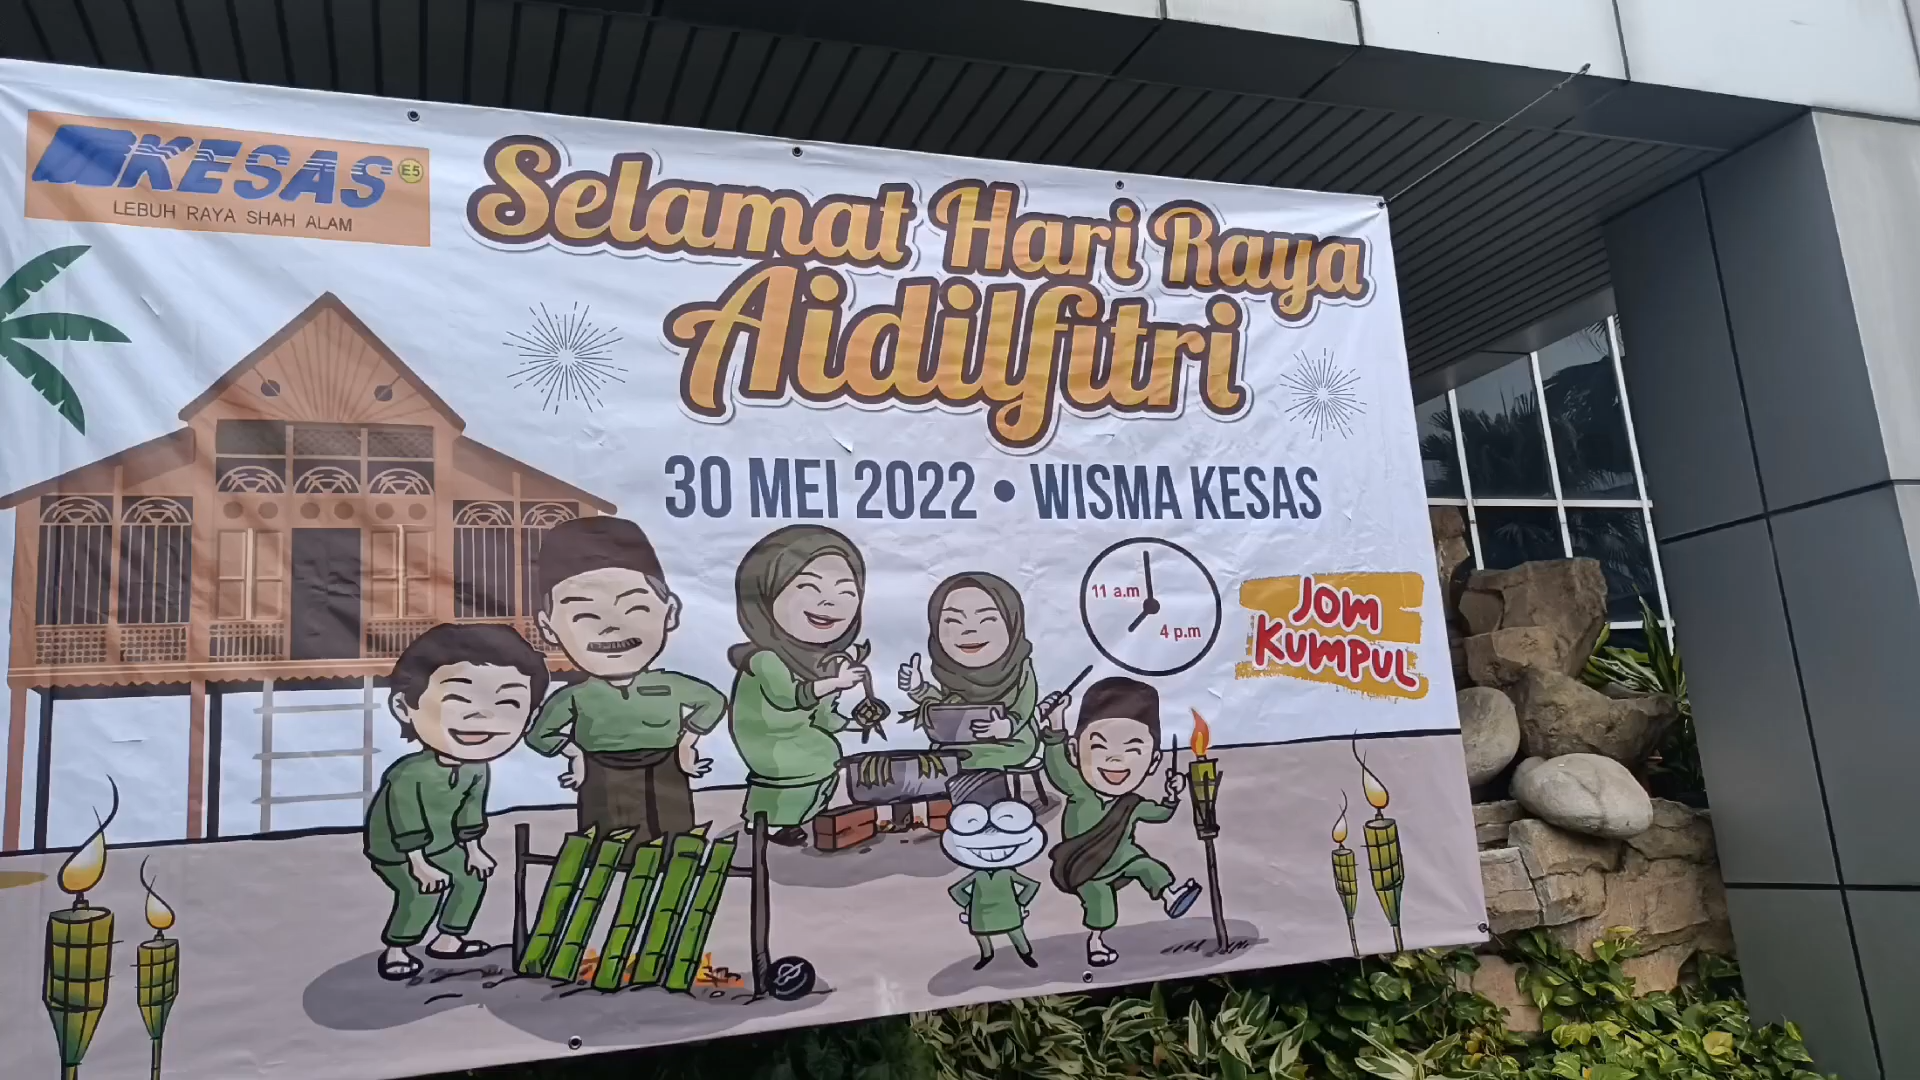 KESAS E5
LEBUH RAYA SHAH ALAM
Selamat Hari Raya
Aidilfitri
30 MEI 2022 • WISMA KESAS
11 a.m
4 p.m
JOM
KUMPUL